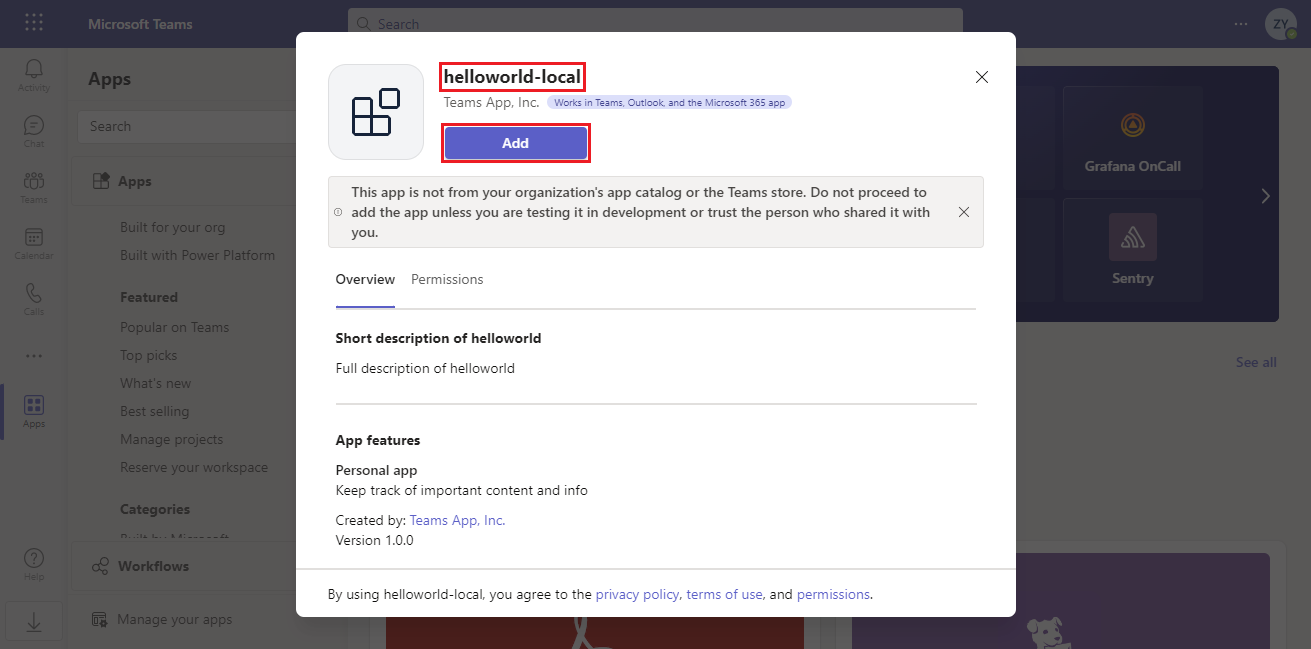 Microsoft Teams
Search
ZY
Activity
Chat
Teams
Calendar
Calls
Apps
Help
Apps
Search
Apps
Built for your org
Built with Power Platform
Featured
Popular on Teams
Top picks
What's new
Best selling
Manage projects
Reserve your workspace
Categories
Built by Microsoft
Workflows
Manage your apps
helloworld-local
Teams App, Inc. Works in Teams, Outlook, and the Microsoft 365 app
Add
This app is not from your organization's app catalog or the Teams store. Do not proceed to
add the app unless you are testing it in development or trust the person who shared it with
you.
Overview Permissions
Short description of helloworld
Full description of helloworld
App features
Personal app
Keep track of important content and info
Created by: Teams App, Inc.
Version 1.0.0
By using helloworld-local, you agree to the privacy policy, terms of use, and permissions.
Grafana OnCall
Sentry
See all